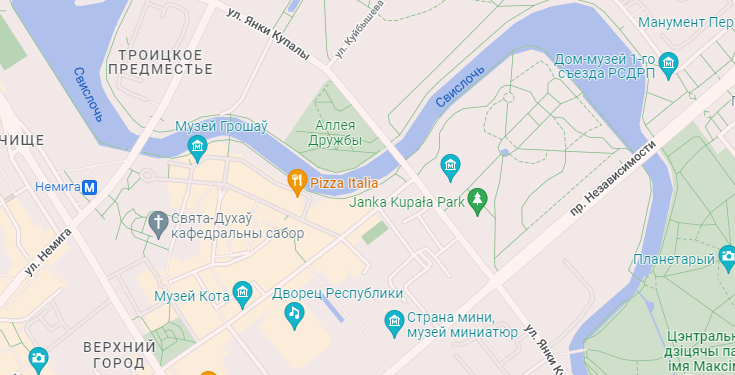 ул. Янки Купалы
ул. Куйбышева
Манумент Пер
ТРОИЦКОЕ
ПРЕДМЕСТЬЕ
Дом-музей 1-го
съезда РСДРП
Свислочь
Свислочь
Музей Грошаў
Аллея
Дружбы
ЧИЩЕ
Немига M
Pizza Italia
Janka Kupała Park
пр. Независимости
Свята-Духаў
кафедральны сабор
ул. Немига
Планетарый
Музей Кота
Дворец Республики
Страна мини,
музей миниатюр
ул. Янки К
ВЕРХНИЙ
ГОРОД
Цэнтральн
дзіцячы па
імя Максім